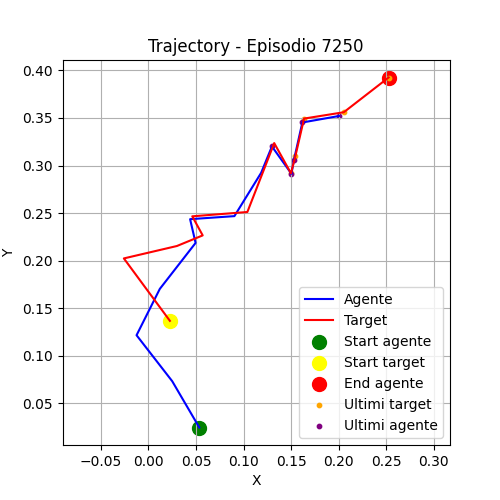 Trajectory - Episodio 7250
Y
0.40
0.35
0.30
0.25
0.20
0.15
0.10
0.05
−0.05 0.00 0.05 0.10 0.15 0.20 0.25 0.30
X
Agente
Target
Start agente
Start target
End agente
Ultimi target
Ultimi agente